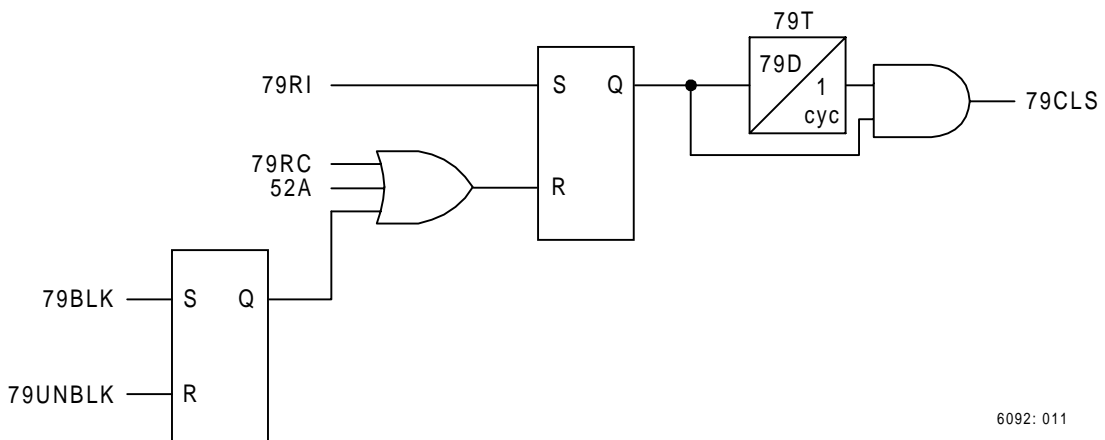 79T
79D
1
cyc
79RI
S Q
79CLS
79RC
52A
R
79BLK
S Q
79UNBLK
R
6092: 011